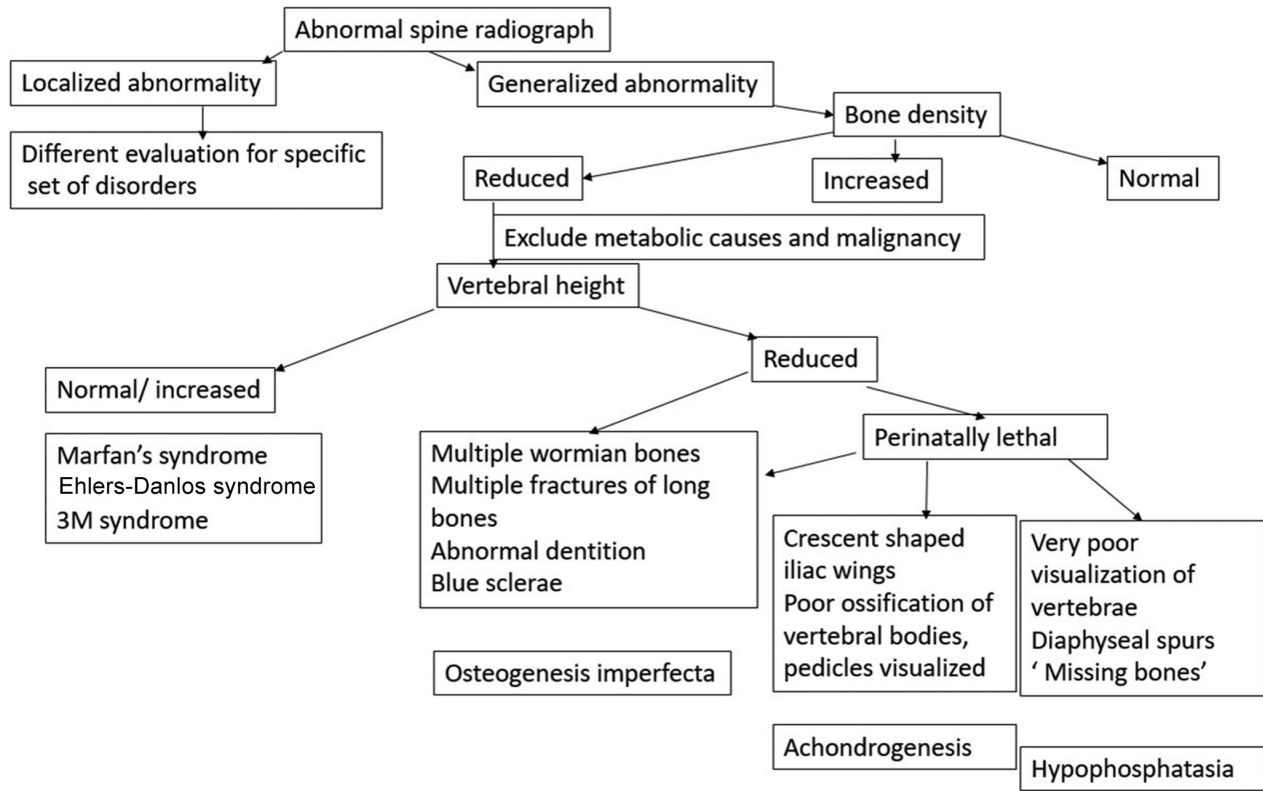 Abnormal spine radiograph
Localized abnormality
Generalized abnormality
Bone density
Different evaluation for specific
set of disorders
Reduced
Increased
Normal
Exclude metabolic causes and malignancy
Vertebral height
Reduced
Normal/ increased
Perinatally lethal
Marfan’s syndrome
Ehlers-Danlos syndrome
3M syndrome
Multiple wormian bones
Multiple fractures of long
bones
Abnormal dentition
Blue sclerae
Crescent shaped
iliac wings
Poor ossification of
vertebral bodies,
pedicles visualized
Very poor
visualization of
vertebrae
Diaphyseal spurs
‘ Missing bones’
Osteogenesis imperfecta
Achondrogenesis
Hypophosphatasia